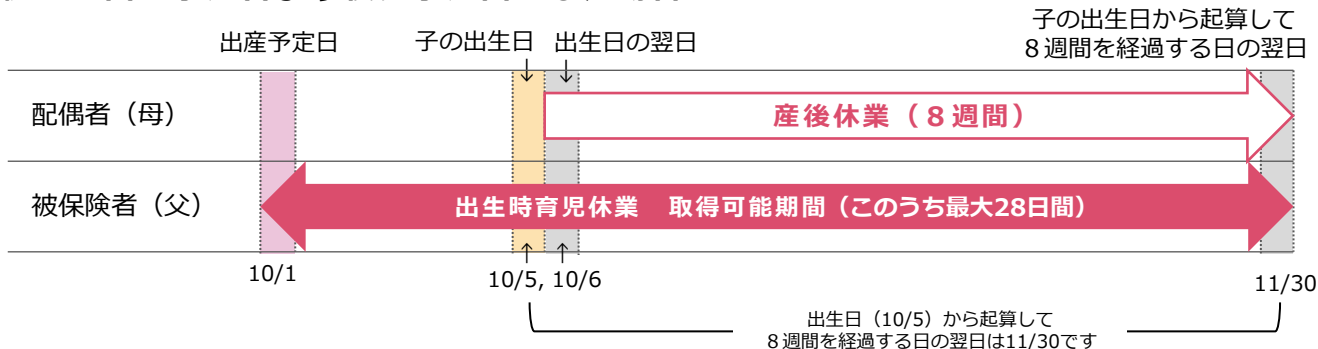 子の出生日から起算して
８週間を経過する日の翌日
出産予定日
子の出生日
出生日の翌日
配偶者（母）
産後休業（８週間）
被保険者（父）
出生時育児休業　取得可能期間（このうち最大28日間）
10/1
10/5, 10/6
11/30
出生日（10/5）から起算して
８週間を経過する日の翌日は11/30です